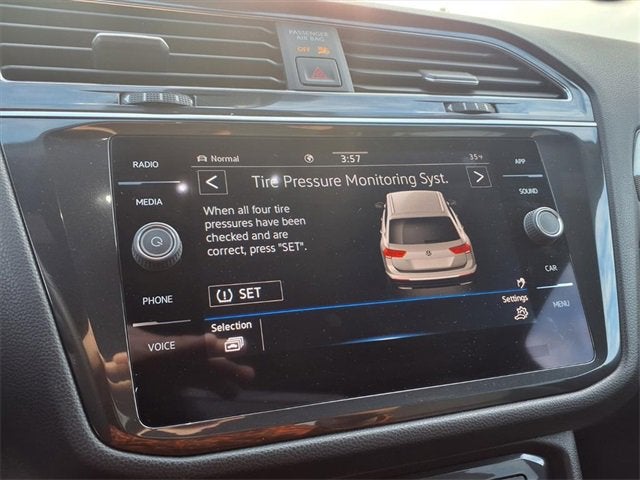 PASSENGER
AIR BAG
OFF
RADIO
MEDIA
PHONE
VOICE
Normal
3:57
35°F
Tire Pressure Monitoring Syst.
When all four tire
pressures have been
checked and are
correct, press "SET".
SET
Settings
Selection
APP
SOUND
CAR
MENU